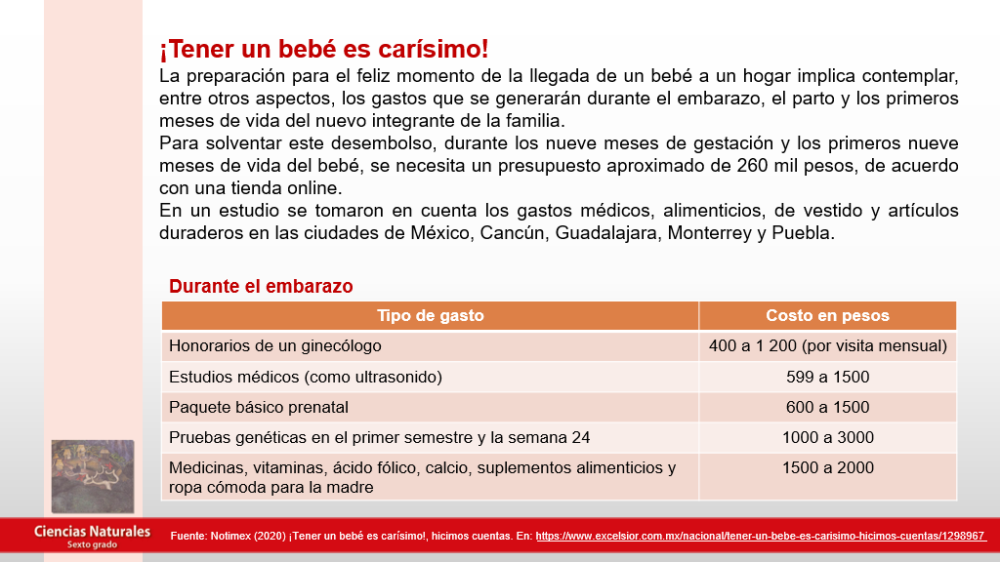 ¡Tener un bebé es carísimo!
La preparación para el feliz momento de la llegada de un bebé a un hogar implica contemplar,
entre otros aspectos, los gastos que se generarán durante el embarazo, el parto y los primeros
meses de vida del nuevo integrante de la familia.
Para solventar este desembolso, durante los nueve meses de gestación y los primeros nueve
meses de vida del bebé, se necesita un presupuesto aproximado de 260 mil pesos, de acuerdo
con una tienda online.
En un estudio se tomaron en cuenta los gastos médicos, alimenticios, de vestido y artículos
duraderos en las ciudades de México, Cancún, Guadalajara, Monterrey y Puebla.
Durante el embarazo
Tipo de gasto Costo en pesos
Honorarios de un ginecólogo 400 a 1 200 (por visita mensual)
Estudios médicos (como ultrasonido) 599 a 1500
Paquete básico prenatal 600 a 1500
Pruebas genéticas en el primer semestre y la semana 24 1000 a 3000
Medicinas, vitaminas, ácido fólico, calcio, suplementos alimenticios y 1500 a 2000
ropa cómoda para la madre
Ciencias Naturales
Sexto grado
Fuente: Notimex (2020) ¡Tener un bebé es carísimo!, hicimos cuentas. En: https://www.excelsior.com.mx/nacional/tener-un-bebe-es-carisimo-hicimos-cuentas/1298967